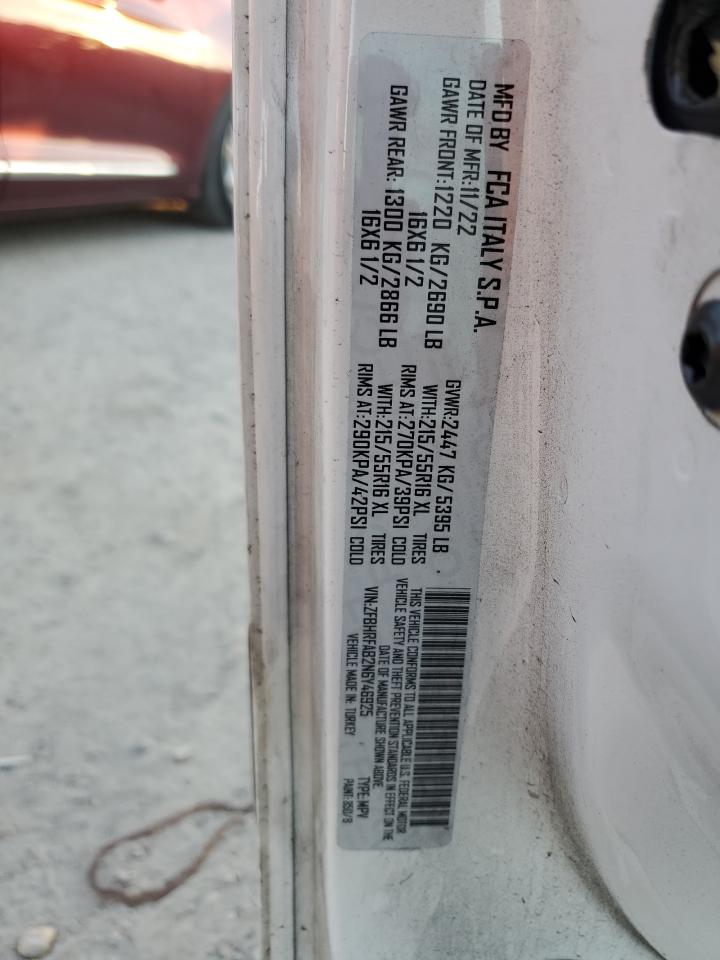 MFD BY FCA ITALY S.P.A.
DATE OF MFR:11/22 GVWR:2447 KG/5395 LB
GAWR FRONT:1220 KG/2690 LB WITH:215/55R16 XL TIRES
16X6 1/2 RIMS AT:270KPA/39PSI COLD
GAWR REAR: 1300 KG/2866 LB WITH:215/55R16 XL TIRES
16X6 1/2 RIMS AT:290KPA/42PSI COLD
THIS VEHICLE CONFORMS TO ALL APPLICABLE U.S. FEDERAL MOTOR
VEHICLE SAFETY AND THEFT PREVENTION STANDARDS IN EFFECT ON THE
DATE OF MANUFACTURE SHOWN ABOVE.
VIN:ZFBHRFAB2N6Y46925 TYPE:MPV
VEHICLE MADE IN: TURKEY PAINT: 850/B